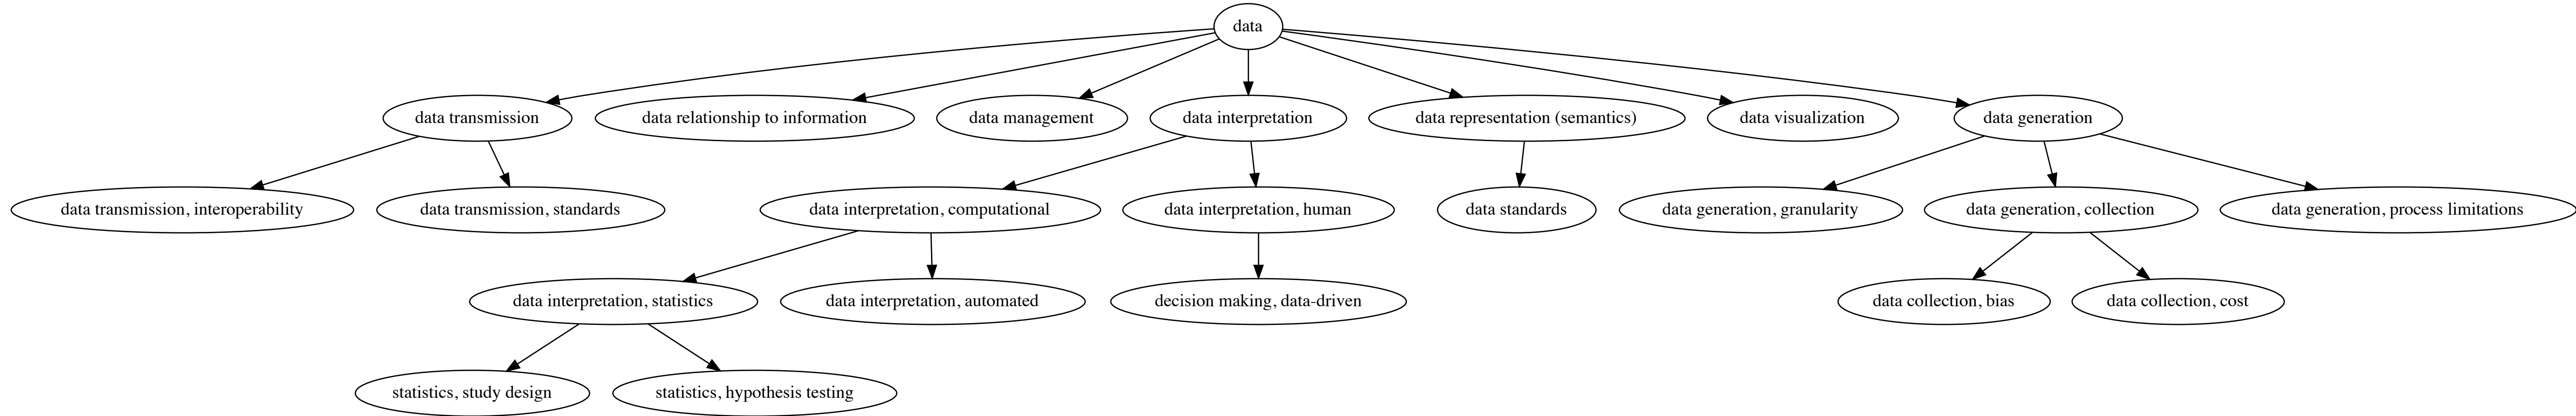 data
data transmission
data relationship to information
data management
data interpretation
data representation (semantics)
data visualization
data generation
data transmission, interoperability
data transmission, standards
data interpretation, computational
data interpretation, human
data standards
data generation, granularity
data generation, collection
data generation, process limitations
data interpretation, statistics
data interpretation, automated
decision making, data-driven
data collection, bias
data collection, cost
statistics, study design
statistics, hypothesis testing